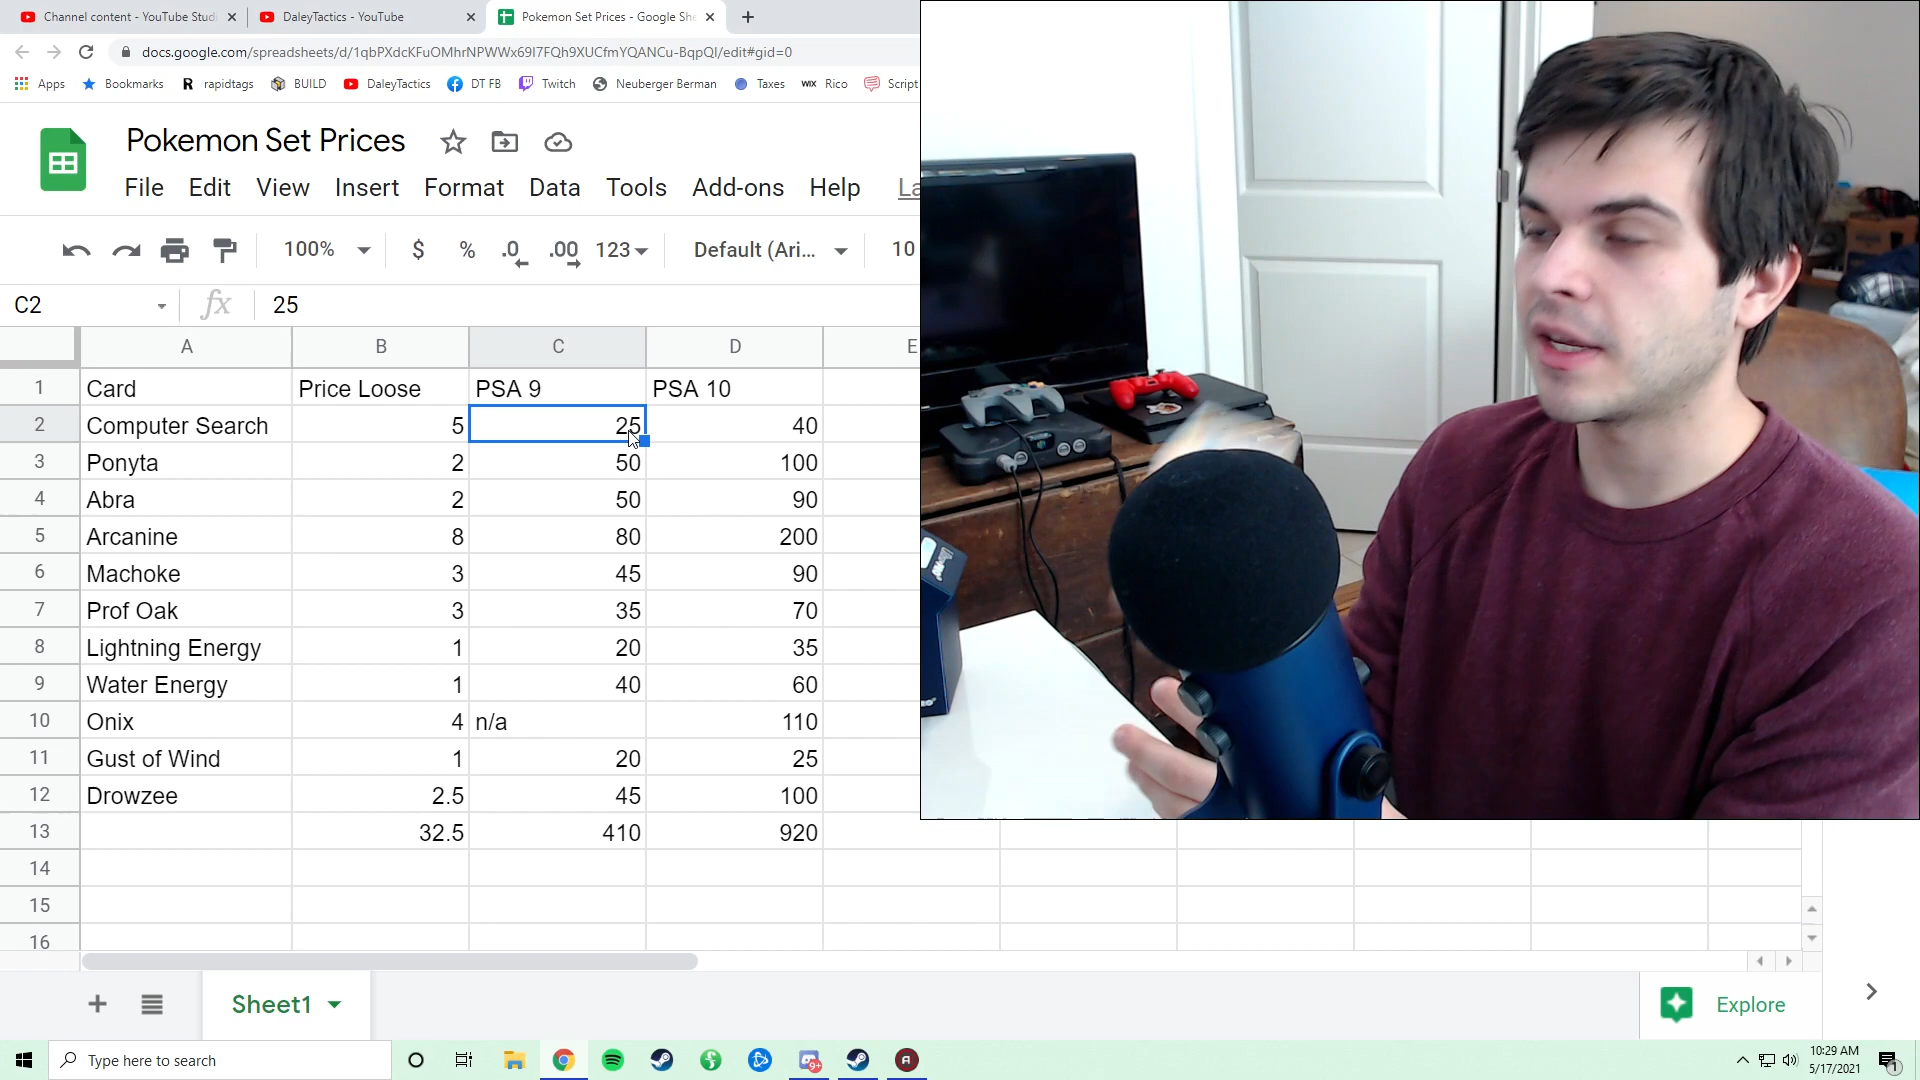 Channel content - YouTube Studi
DaleyTactics - YouTube
Pokemon Set Prices - Google She
docs.google.com/spreadsheets/d/1qbPXdcKFuOMhrNPWWx69I7FQh9XUCfmYQANCu-BqpQI/edit#gid=0
Apps
Bookmarks
R rapidtags
BUILD
DaleyTactics
DT FB
Twitch
Neuberger Berman
Taxes
WIX Rico
Script
Pokemon Set Prices
File Edit View Insert Format Data Tools Add-ons Help La
100% $ % .0 .00 123 Default (Ari... 10
C2 fx 25
A B C D E
1 Card Price Loose PSA 9 PSA 10
2 Computer Search 5 25 40
3 Ponyta 2 50 100
4 Abra 2 50 90
5 Arcanine 8 80 200
6 Machoke 3 45 90
7 Prof Oak 3 35 70
8 Lightning Energy 1 20 35
9 Water Energy 1 40 60
10 Onix 4 n/a 110
11 Gust of Wind 1 20 25
12 Drowzee 2.5 45 100
13 32.5 410 920
14
15
16
Sheet1
Explore
Type here to search
9+
10:29 AM
5/17/2021
1